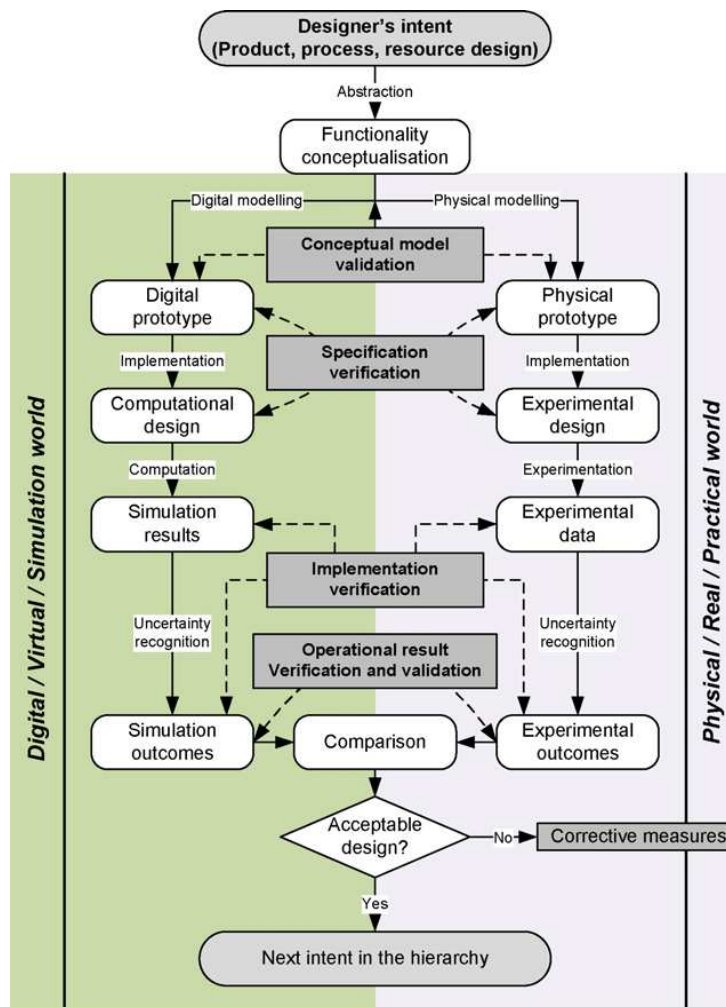 Designer's intent
(Product, process, resource design)
Abstraction
Functionality
conceptualisation
Digital modelling
Physical modelling
Conceptual model
validation
Digital
prototype
Physical
prototype
Implementation
Specification
verification
Implementation
Computational
design
Experimental
design
Computation
Experimentation
Simulation
results
Experimental
data
Implementation
verification
Uncertainty
recognition
Uncertainty
recognition
Operational result
Verification and validation
Simulation
outcomes
Comparison
Experimental
outcomes
Acceptable
design?
No
Corrective measures
Yes
Next intent in the hierarchy
Digital / Virtual / Simulation world
Physical / Real / Practical world